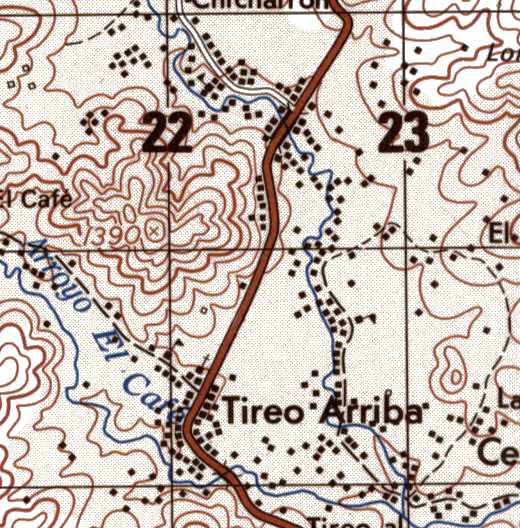 Chicharrón
Lo
22
23
El Café
1390
El
Arroyo El Café
Tireo Arriba
La
Ce